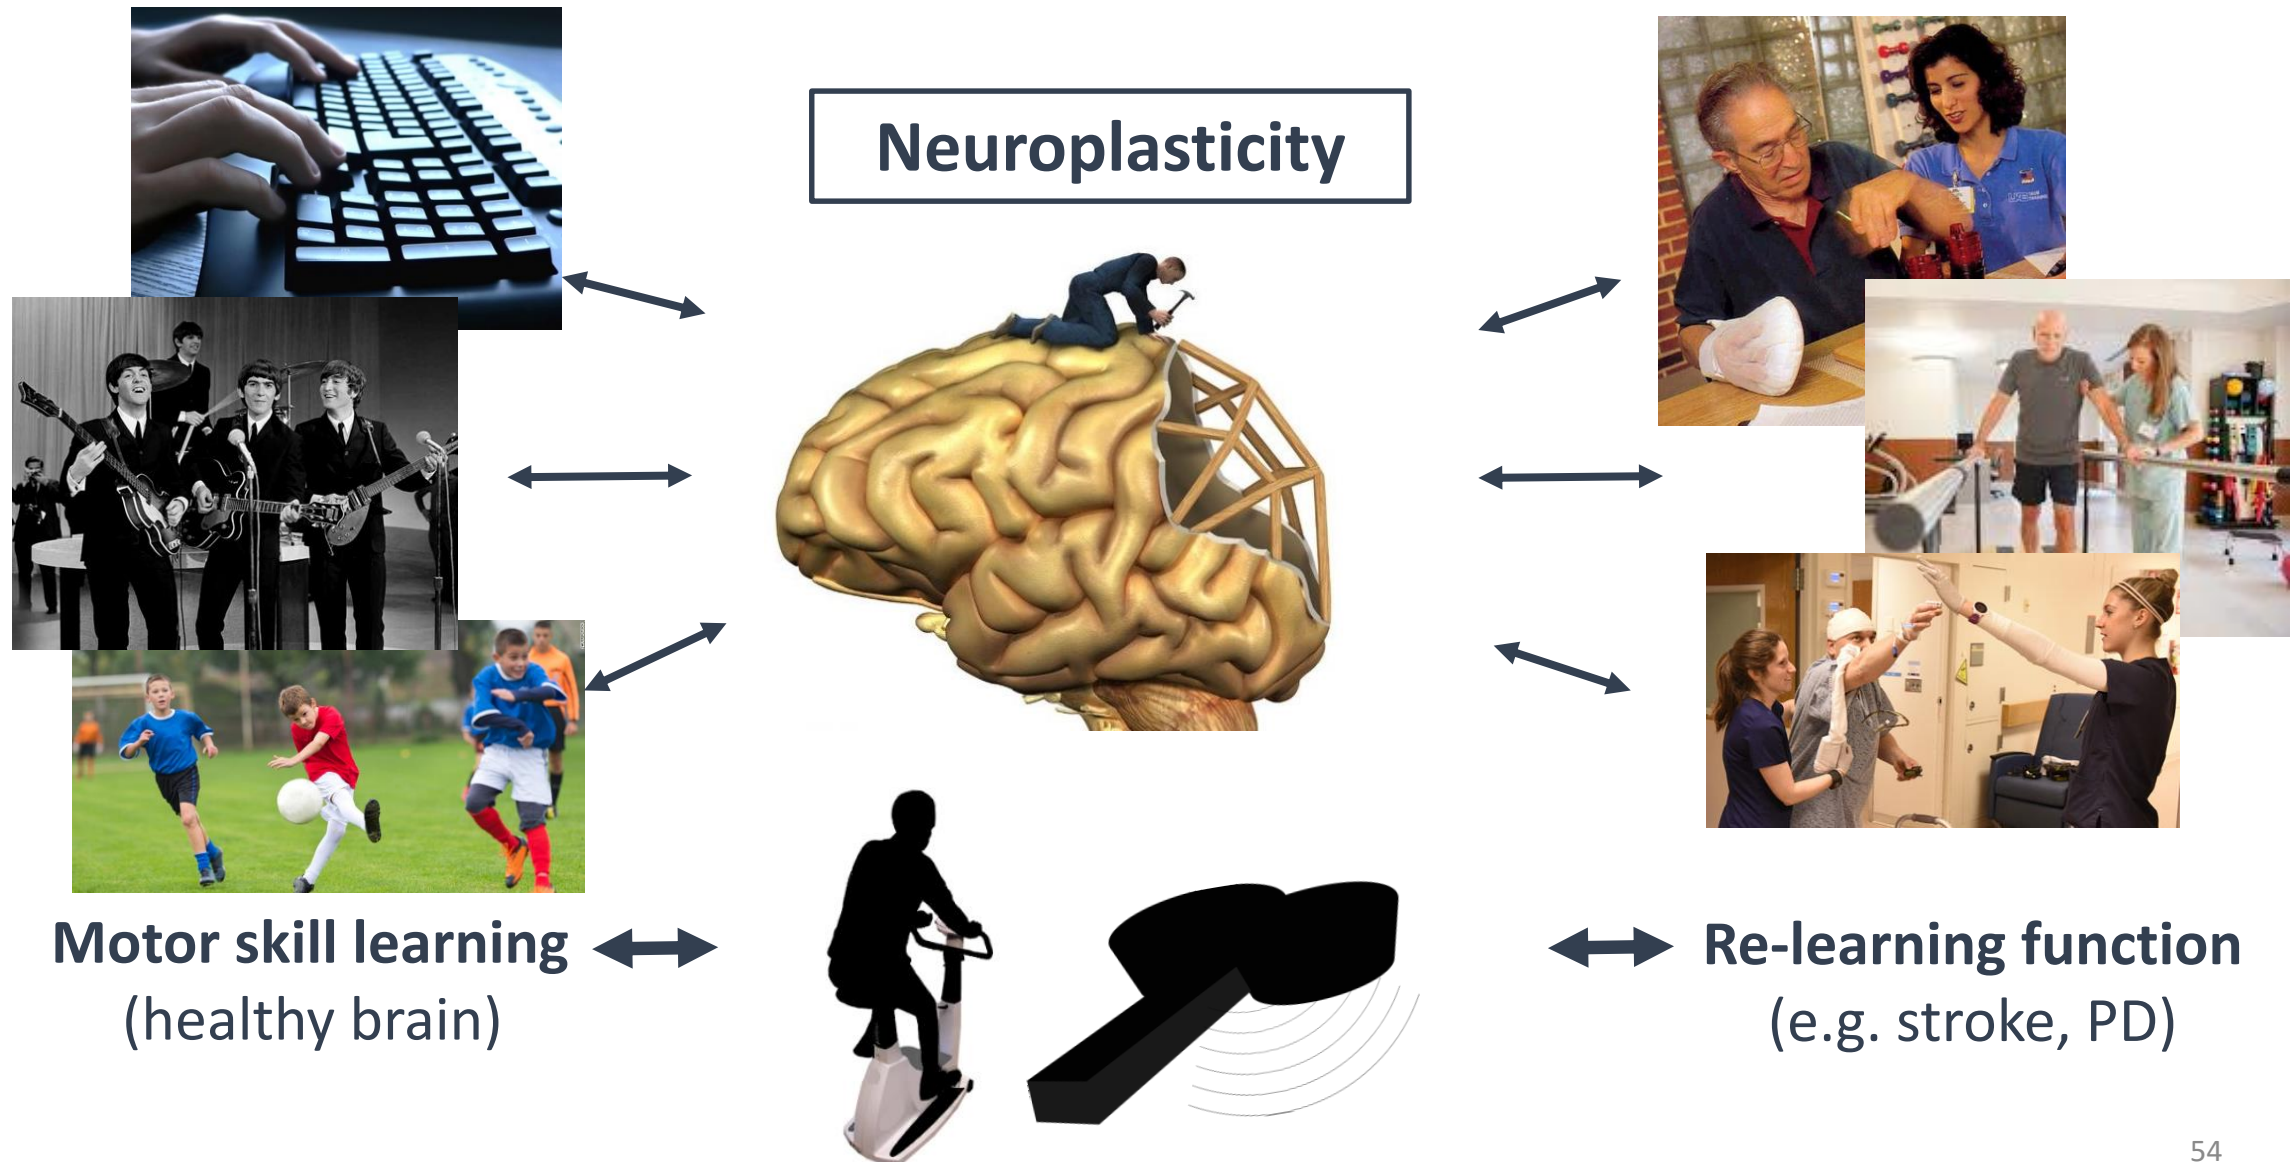 Neuroplasticity
Motor skill learning
(healthy brain)
Re-learning function
(e.g. stroke, PD)
54